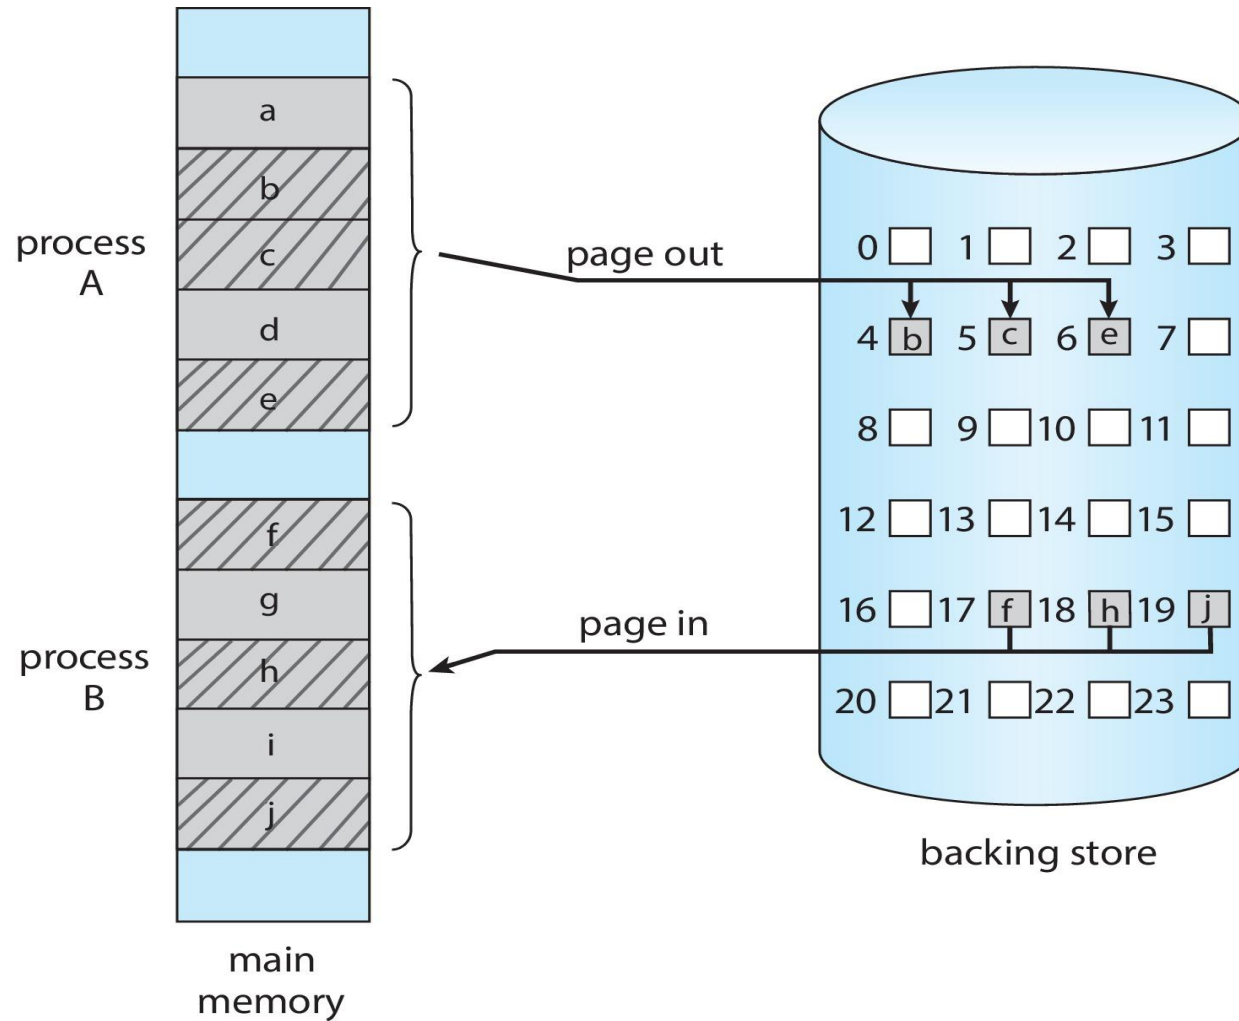 process
A
a
b
c
d
e
process
B
f
g
h
i
j
main
memory
page out
page in
0 1 2 3
4 b 5 c 6 e 7
8 9 10 11
12 13 14 15
16 17 f 18 h 19 j
20 21 22 23
backing store